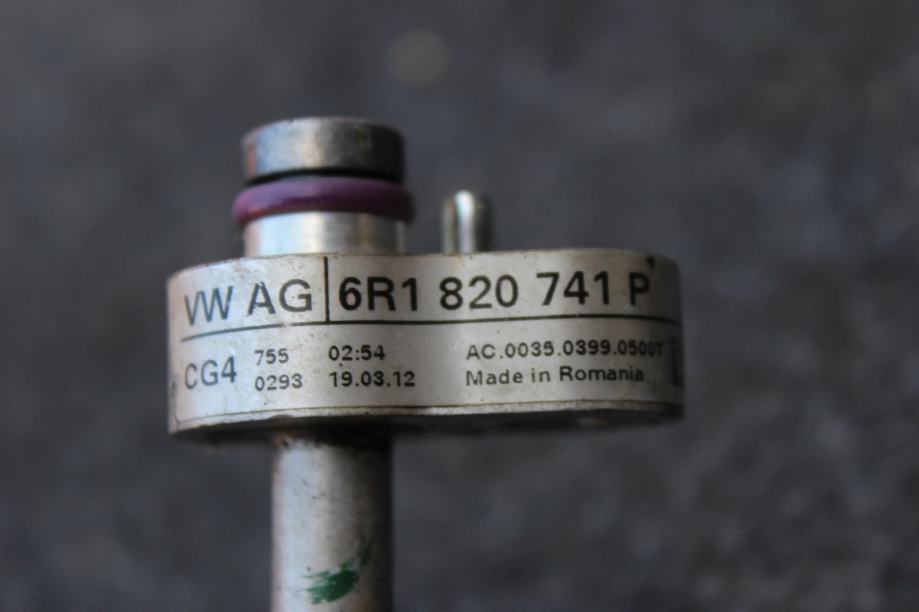 VW AG 6R1 820 741 P
CG4 755 02:54 AC.0035.0399.0500T
0293 19.03.12 Made in Romania